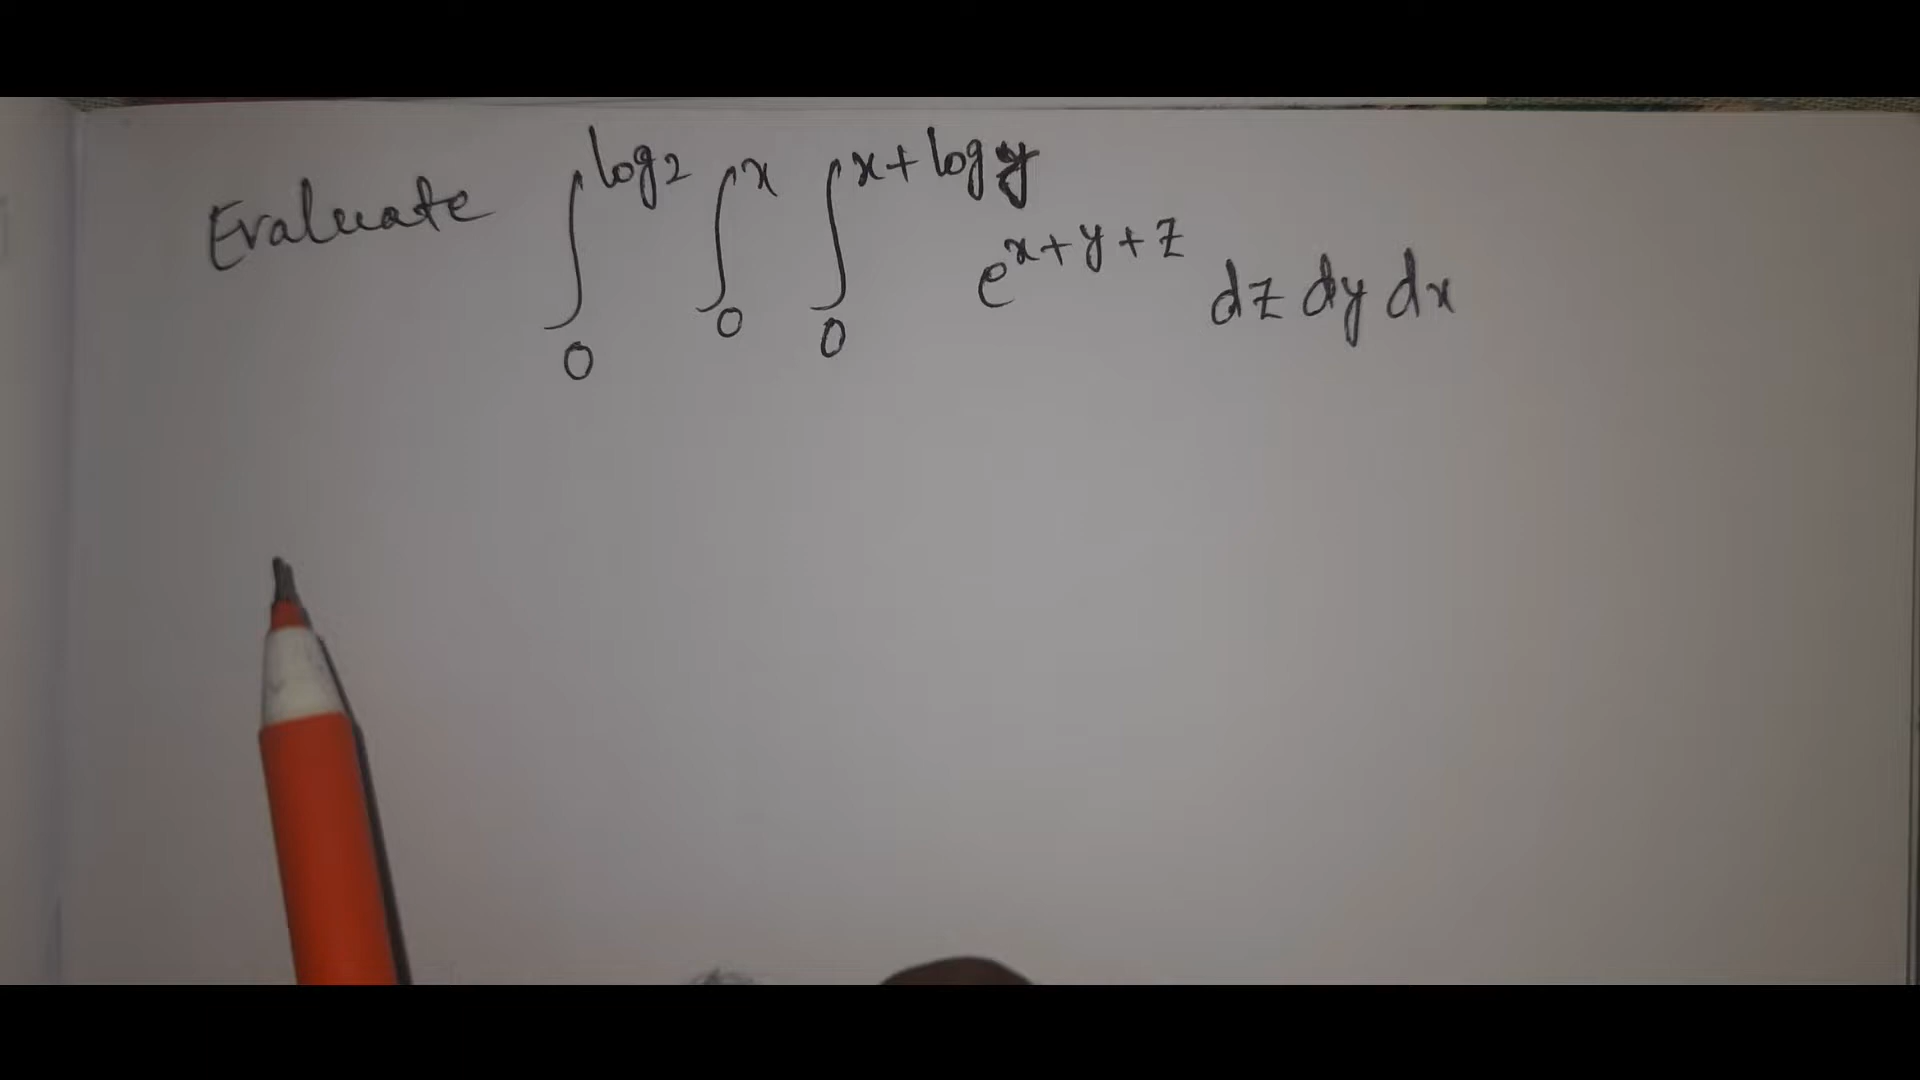 Evaluate ∫₀^{log2} ∫₀^{x} ∫₀^{x+log y} e^{x+y+z} dz dy dx